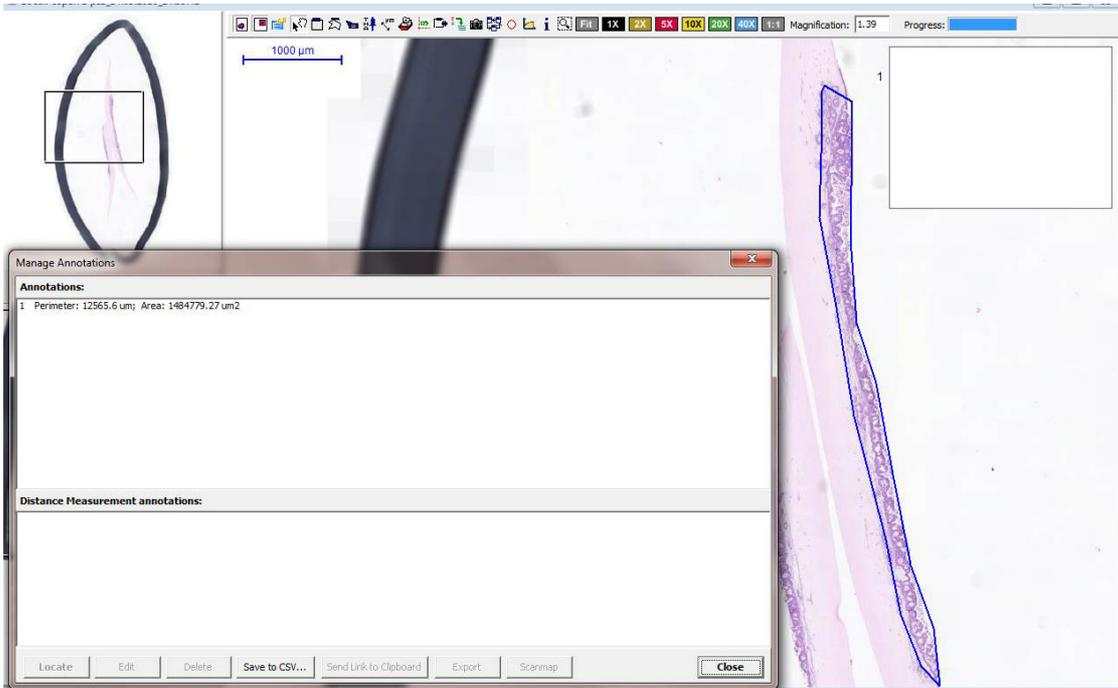 Fit 1X 2X 5X 10X 20X 40X 1:1 Magnification: 1.39 Progress:
1000 µm
1
Manage Annotations
Annotations:
1 Perimeter: 12565.6 um; Area: 1484779.27 um2
Distance Measurement annotations:
Locate Edit Delete Save to CSV... Send Link to Clipboard Export Scanmap Close